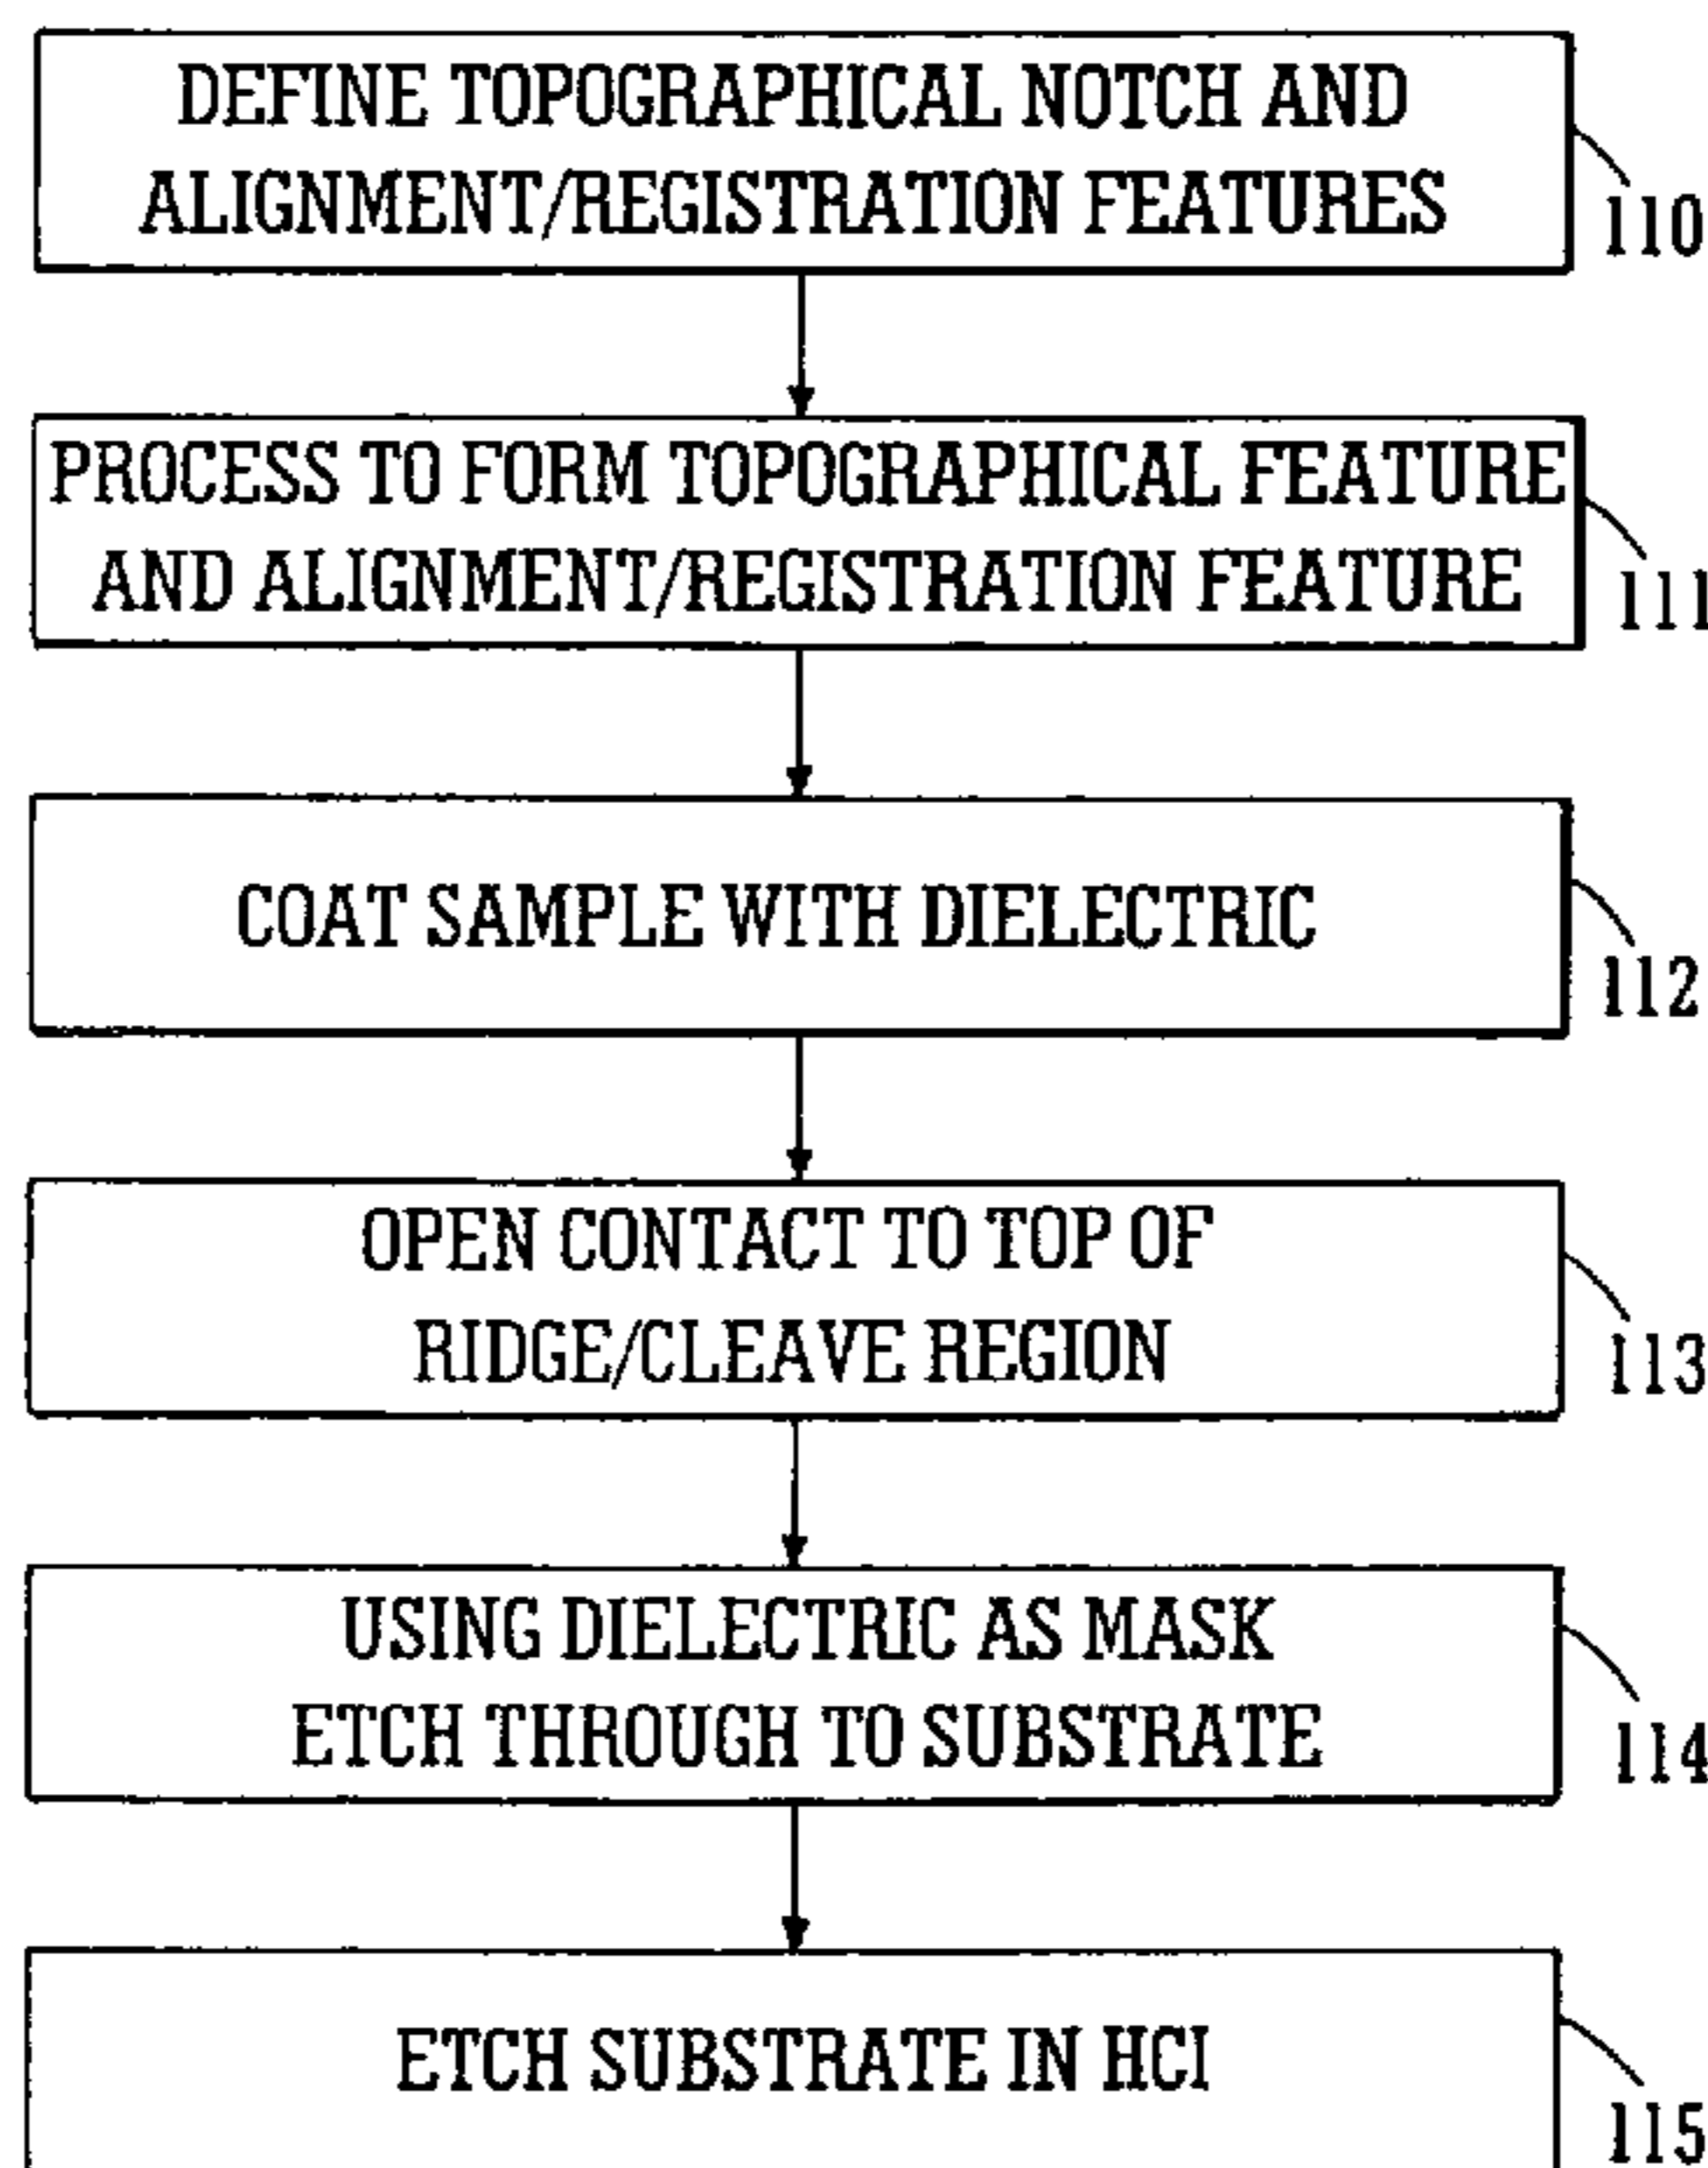 DEFINE TOPOGRAPHICAL NOTCH AND
ALIGNMENT/REGISTRATION FEATURES
110
PROCESS TO FORM TOPOGRAPHICAL FEATURE
AND ALIGNMENT/REGISTRATION FEATURE
111
COAT SAMPLE WITH DIELECTRIC
112
OPEN CONTACT TO TOP OF
RIDGE/CLEAVE REGION
113
USING DIELECTRIC AS MASK
ETCH THROUGH TO SUBSTRATE
114
ETCH SUBSTRATE IN HCI
115